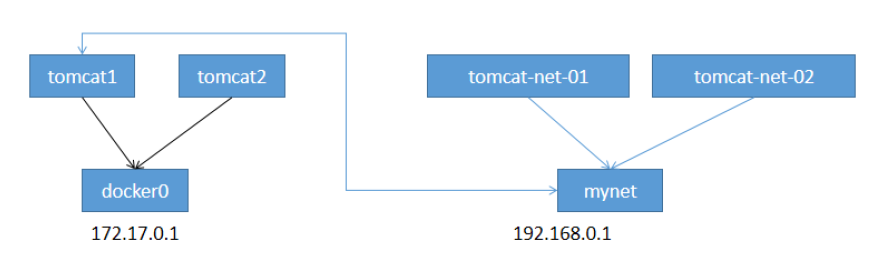 tomcat1
tomcat2
tomcat-net-01
tomcat-net-02
docker0
mynet
172.17.0.1
192.168.0.1